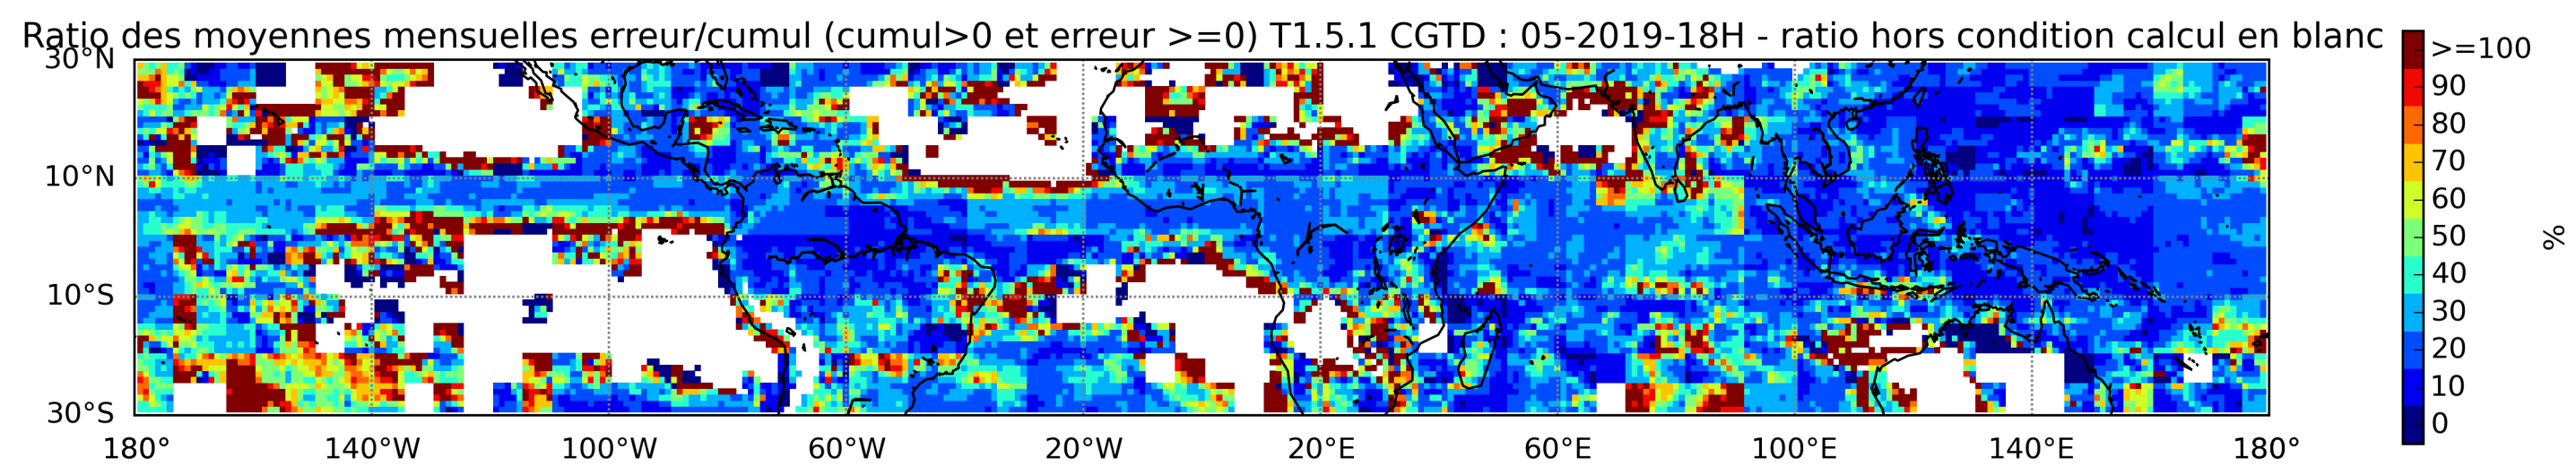 Ratio des moyennes mensuelles erreur/cumul (cumul>0 et erreur >=0) T1.5.1 CGTD : 05-2019-18H - ratio hors condition calcul en blanc
30°N
10°N
10°S
30°S
180° 140°W 100°W 60°W 20°W 20°E 60°E 100°E 140°E 180°
>=100
90
80
70
60
50
40
30
20
10
0
%